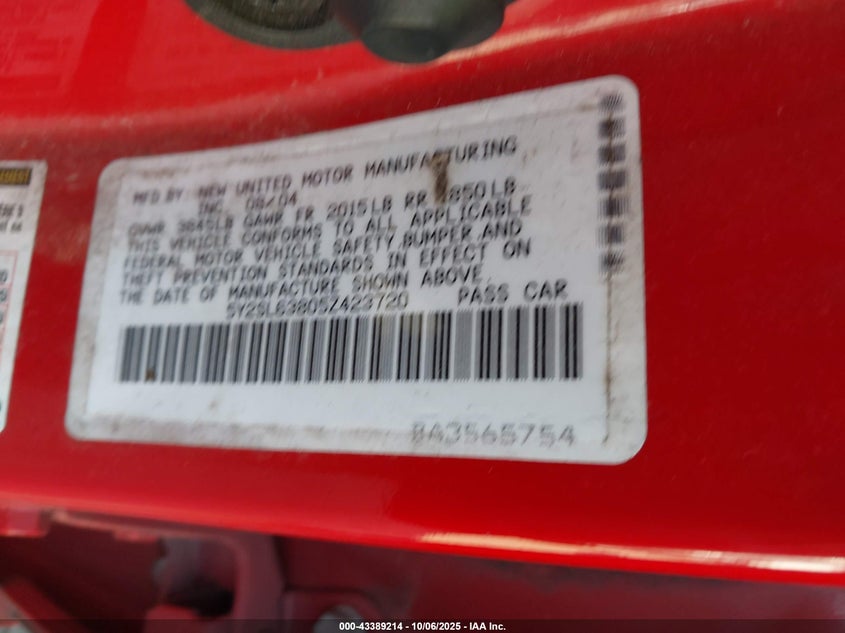 MFD BY: NEW UNITED MOTOR MANUFACTURING
INC. 08/04
GVWR 3845LB GAWR FR 2015LB RR 1850LB
THIS VEHICLE CONFORMS TO ALL APPLICABLE
FEDERAL MOTOR VEHICLE SAFETY,BUMPER,AND
THEFT PREVENTION STANDARDS IN EFFECT ON
THE DATE OF MANUFACTURE SHOWN ABOVE.
5Y2SL63805Z423720 PASS CAR
BA3565754
000-43389214 - 10/06/2025 - IAA Inc.